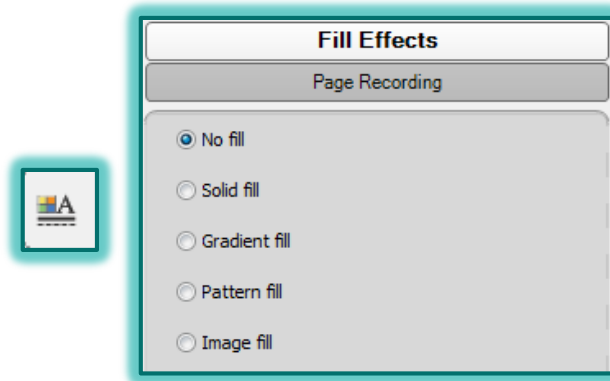 Fill Effects
Page Recording
No fill
A
Solid fill
Gradient fill
Pattern fill
Image fill